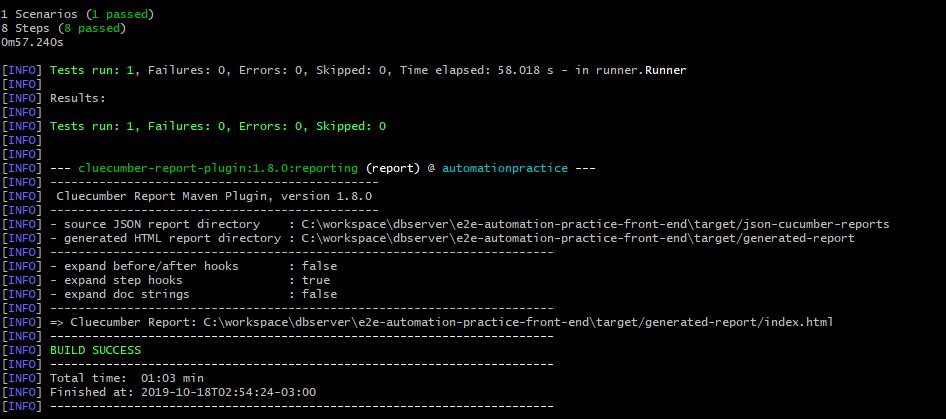 1 Scenarios (1 passed)
8 Steps (8 passed)
0m57.240s
[INFO] Tests run: 1, Failures: 0, Errors: 0, Skipped: 0, Time elapsed: 58.018 s - in runner.Runner
[INFO]
[INFO] Results:
[INFO]
[INFO] Tests run: 1, Failures: 0, Errors: 0, Skipped: 0
[INFO]
[INFO]
[INFO] --- cluecumber-report-plugin:1.8.0:reporting (report) @ automationpractice ---
[INFO] -----------------------------------------------
[INFO]  Cluecumber Report Maven Plugin, version 1.8.0
[INFO] -----------------------------------------------
[INFO] - source JSON report directory    : C:\workspace\dbserver\e2e-automation-practice-front-end\target/json-cucumber-reports
[INFO] - generated HTML report directory : C:\workspace\dbserver\e2e-automation-practice-front-end\target/generated-report
[INFO] ------------------------------------------------------------------------
[INFO] - expand before/after hooks       : false
[INFO] - expand step hooks               : true
[INFO] - expand doc strings              : false
[INFO] ------------------------------------------------------------------------
[INFO] => Cluecumber Report: C:\workspace\dbserver\e2e-automation-practice-front-end\target/generated-report/index.html
[INFO] ------------------------------------------------------------------------
[INFO] BUILD SUCCESS
[INFO] ------------------------------------------------------------------------
[INFO] Total time:  01:03 min
[INFO] Finished at: 2019-10-18T02:54:24-03:00
[INFO] ------------------------------------------------------------------------